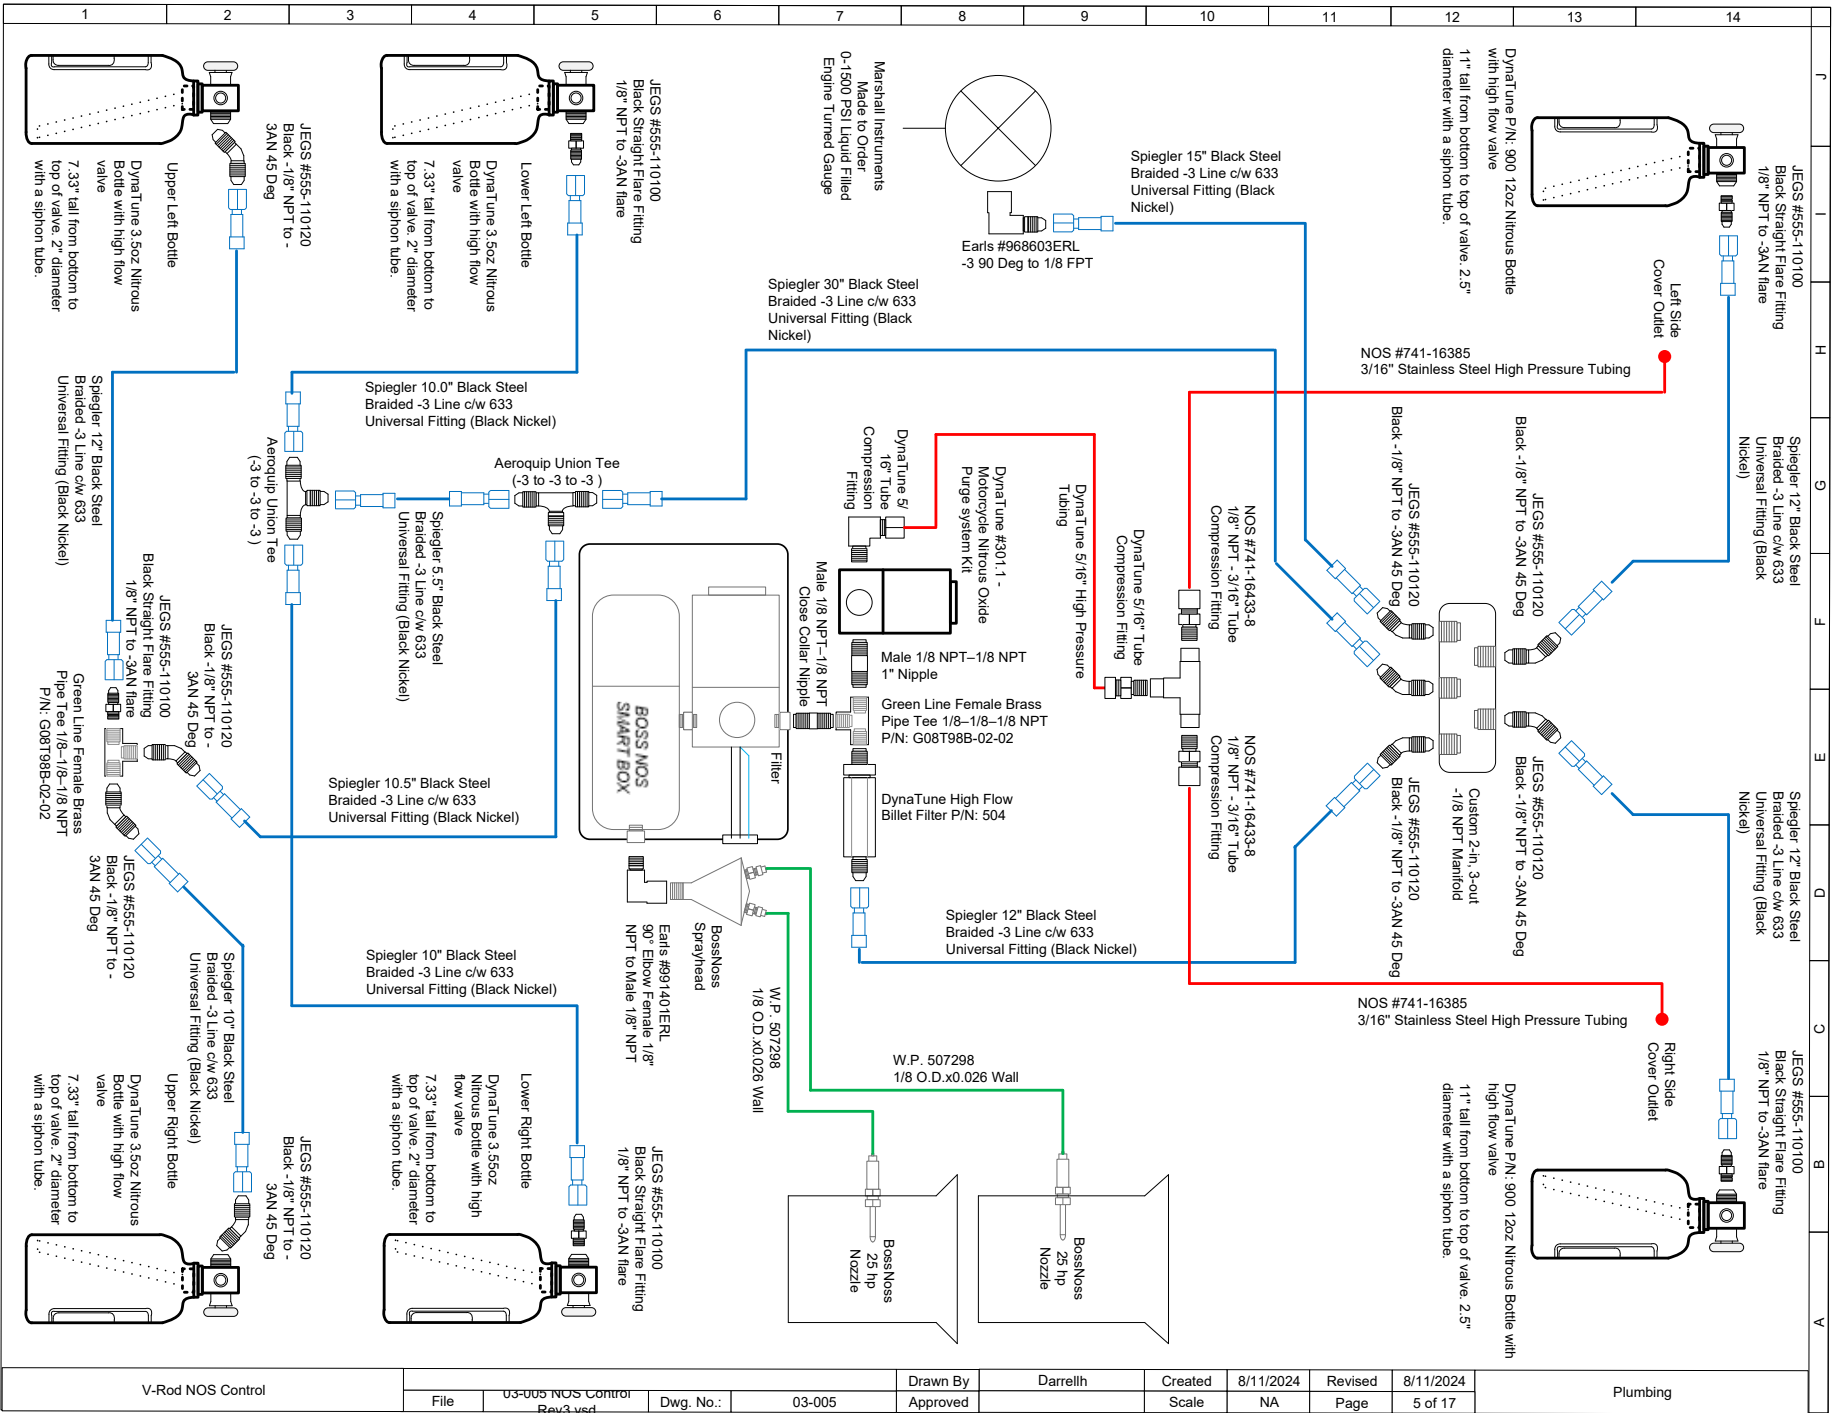 1 2 3 4 5 6 7 8 9 10 11 12 13 14
J
I
H
G
F
E
D
C
B
A
JEGS #555-110120
Black -1/8" NPT to -
3AN 45 Deg
Upper Left Bottle
DynaTune 3.5oz Nitrous
Bottle with high flow
valve
7.33" tall from bottom to
top of valve. 2" diameter
with a siphon tube.
JEGS #555-110100
Black Straight Flare Fitting
1/8" NPT to -3AN flare
Lower Left Bottle
DynaTune 3.5oz Nitrous
Bottle with high flow
valve
7.33" tall from bottom to
top of valve. 2" diameter
with a siphon tube.
Marshall Instruments
Made to Order
0-1500 PSI Liquid Filled
Engine Turned Gauge
Earls #968603ERL
-3 90 Deg to 1/8 FPT
Spiegler 15" Black Steel
Braided -3 Line c/w 633
Universal Fitting (Black
Nickel)
DynaTune P/N: 900 12oz Nitrous Bottle
with high flow valve
11" tall from bottom to top of valve. 2.5"
diameter with a siphon tube.
JEGS #555-110100
Black Straight Flare Fitting
1/8" NPT to -3AN flare
Left Side
Cover Outlet
Spiegler 30" Black Steel
Braided -3 Line c/w 633
Universal Fitting (Black
Nickel)
NOS #741-16385
3/16" Stainless Steel High Pressure Tubing
Spiegler 12" Black Steel
Braided -3 Line c/w 633
Universal Fitting (Black Nickel)
Spiegler 10.0" Black Steel
Braided -3 Line c/w 633
Universal Fitting (Black Nickel)
Aeroquip Union Tee
(-3 to -3 to -3 )
Aeroquip Union Tee
(-3 to -3 to -3 )
Spiegler 5.5" Black Steel
Braided -3 Line c/w 633
Universal Fitting (Black Nickel)
DynaTune 5/
16" Tube
Compression
Fitting
DynaTune #301.1 -
Motorcycle Nitrous Oxide
Purge system Kit
DynaTune 5/16" High Pressure
Tubing
DynaTune 5/16" Tube
Compression Fitting
NOS #741-16433-8
1/8" NPT - 3/16" Tube
Compression Fitting
JEGS #555-110120
Black -1/8" NPT to -3AN 45 Deg
JEGS #555-110120
Black -1/8" NPT to -3AN 45 Deg
Spiegler 12" Black Steel
Braided -3 Line c/w 633
Universal Fitting (Black
Nickel)
JEGS #555-110100
Black Straight Flare Fitting
1/8" NPT to -3AN flare
JEGS #555-110120
Black -1/8" NPT to -
3AN 45 Deg
Green Line Female Brass
Pipe Tee 1/8–1/8–1/8 NPT
P/N: G08T98B-02-02
Male 1/8 NPT–1/8 NPT
Close Collar Nipple
Male 1/8 NPT–1/8 NPT
1" Nipple
Green Line Female Brass
Pipe Tee 1/8–1/8–1/8 NPT
P/N: G08T98B-02-02
BOSS NOS
SMART BOX
Filter
DynaTune High Flow
Billet Filter P/N: 504
NOS #741-16433-8
1/8" NPT - 3/16" Tube
Compression Fitting
Custom 2-in, 3-out
-1/8 NPT Manifold
JEGS #555-110120
Black -1/8" NPT to -3AN 45 Deg
JEGS #555-110120
Black -1/8" NPT to -3AN 45 Deg
Spiegler 12" Black Steel
Braided -3 Line c/w 633
Universal Fitting (Black
Nickel)
Spiegler 10.5" Black Steel
Braided -3 Line c/w 633
Universal Fitting (Black Nickel)
JEGS #555-110120
Back -1/8" NPT to -
3AN 45 Deg
Spiegler 10" Black Steel
Braided -3 Line c/w 633
Universal Fitting (Black Nickel)
Spiegler 10" Black Steel
Braided -3 Line c/w 633
Universal Fitting (Black Nickel)
BossNoss
Sprayhead
Earls #991401ERL
90° Elbow Female 1/8"
NPT to Male 1/8" NPT
Spiegler 12" Black Steel
Braided -3 Line c/w 633
Universal Fitting (Black Nickel)
W.P. 507298
1/8 O.D.x0.026 Wall
W.P. 507298
1/8 O.D.x0.026 Wall
NOS #741-16385
3/16" Stainless Steel High Pressure Tubing
Right Side
Cover Outlet
Upper Right Bottle
DynaTune 3.5oz Nitrous
Bottle with high flow
valve
7.33" tall from bottom to
top of valve. 2" diameter
with a siphon tube.
JEGS #555-110120
Black -1/8" NPT to -
3AN 45 Deg
Lower Right Bottle
DynaTune 3.55oz
Nitrous Bottle with high
flow valve
7.33" tall from bottom to
top of valve. 2" diameter
with a siphon tube.
JEGS #555-110100
Black Straight Flare Fitting
1/8" NPT to -3AN flare
BossNoss
25 hp
Nozzle
BossNoss
25 hp
Nozzle
DynaTune P/N: 900 12oz Nitrous Bottle with
high flow valve
11" tall from bottom to top of valve. 2.5"
diameter with a siphon tube.
JEGS #555-110100
Black Straight Flare Fitting
1/8" NPT to -3AN flare
V-Rod NOS Control
File 03-005 NOS Control
Rev3.vsd
Dwg. No.: 03-005
Drawn By Darrellh Created 8/11/2024 Revised 8/11/2024
Approved Scale NA Page 5 of 17
Plumbing